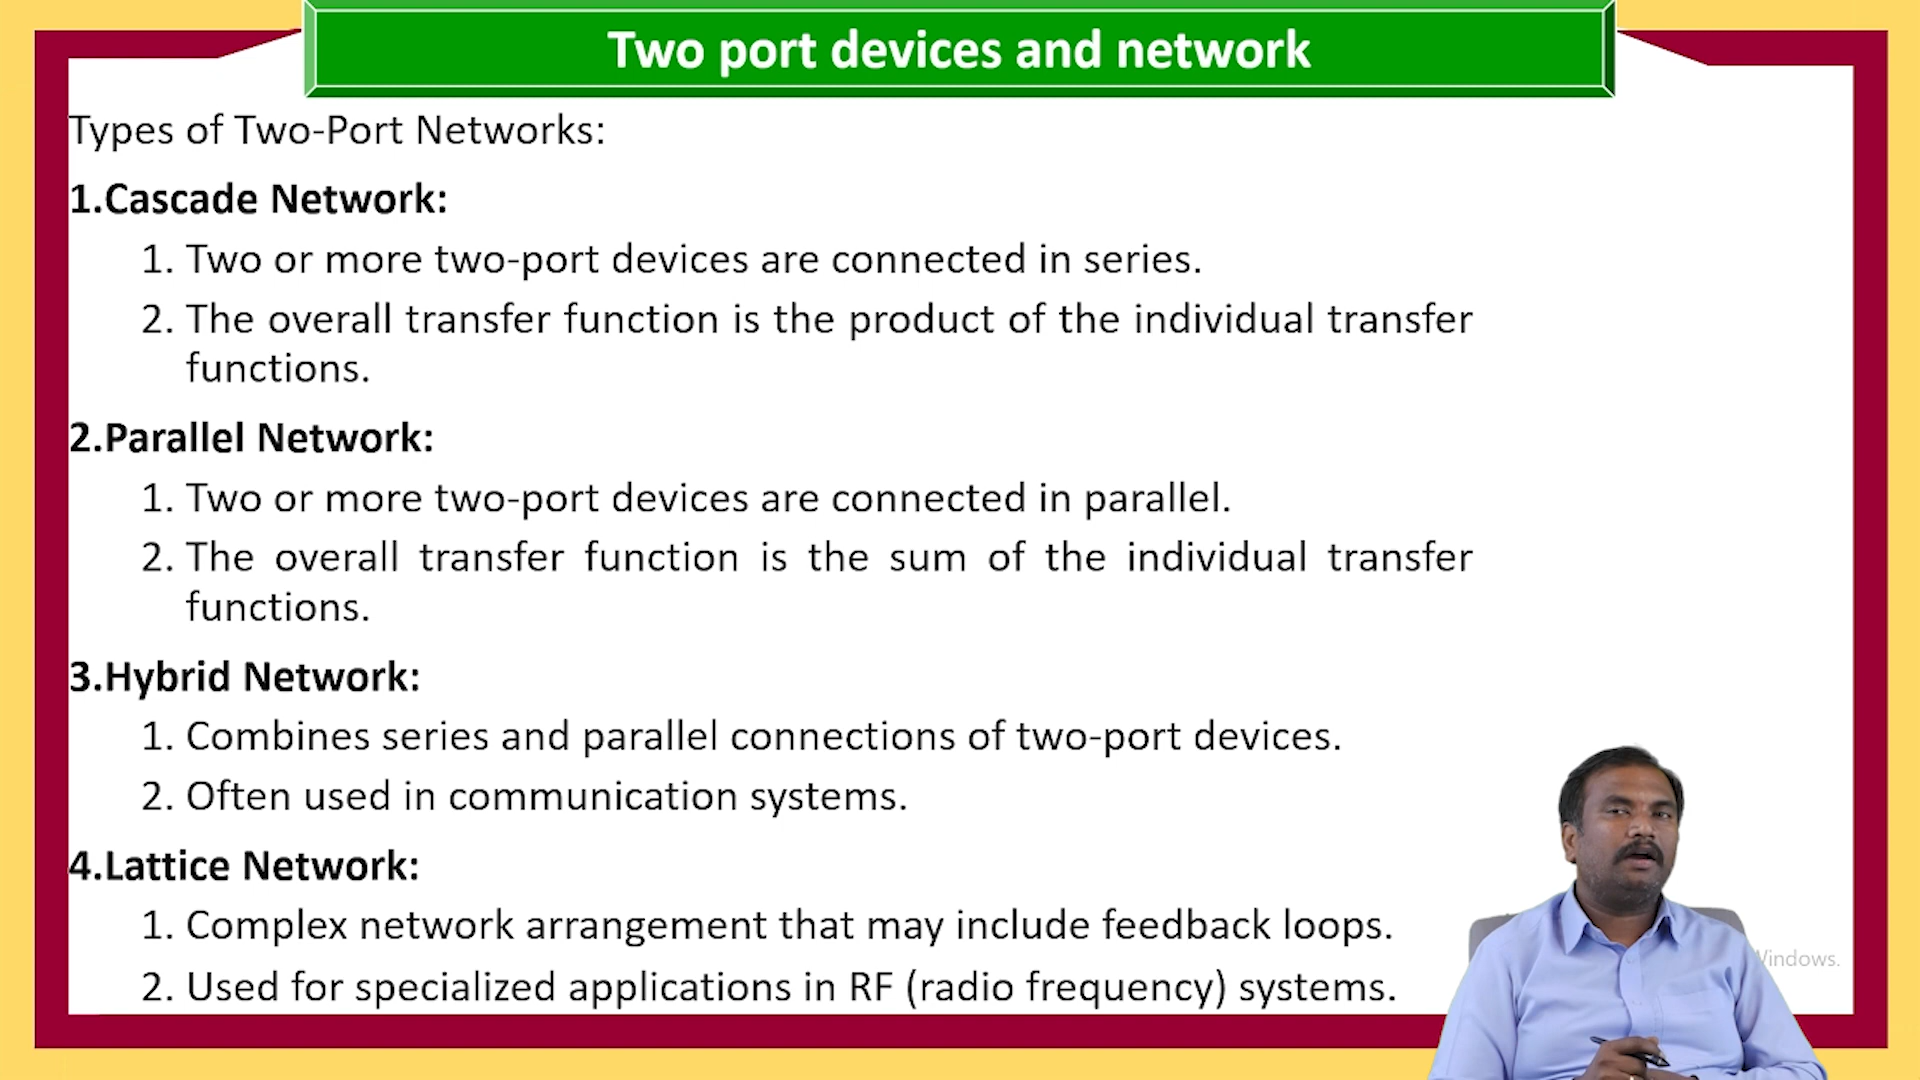 Two port devices and network
Types of Two-Port Networks:
1.Cascade Network:
1. Two or more two-port devices are connected in series.
2. The overall transfer function is the product of the individual transfer
functions.
2.Parallel Network:
1. Two or more two-port devices are connected in parallel.
2. The overall transfer function is the sum of the individual transfer
functions.
3.Hybrid Network:
1. Combines series and parallel connections of two-port devices.
2. Often used in communication systems.
4.Lattice Network:
1. Complex network arrangement that may include feedback loops.
2. Used for specialized applications in RF (radio frequency) systems.